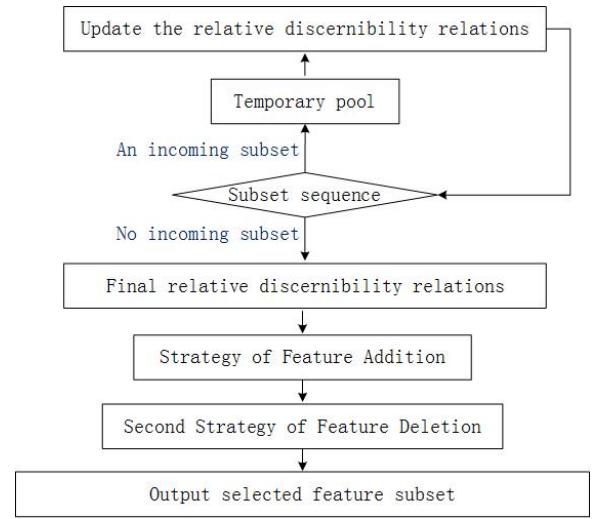 Update the relative discernibility relations
Temporary pool
An incoming subset
Subset sequence
No incoming subset
Final relative discernibility relations
Strategy of Feature Addition
Second Strategy of Feature Deletion
Output selected feature subset